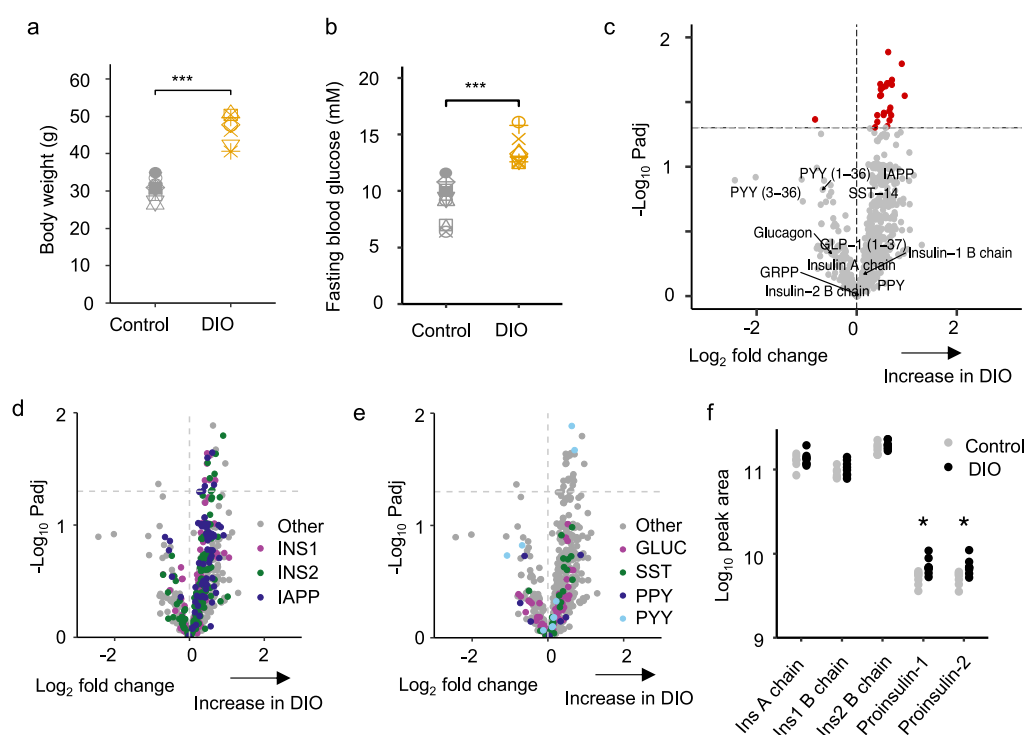 a
Body weight (g)
60
50
40
30
20
10
0
***
Control
DIO
b
Fasting blood glucose (mM)
20
15
10
5
0
***
Control
DIO
c
-Log10 Padj
2
1
0
PYY (1–36)
IAPP
PYY (3–36)
SST–14
Glucagon
GLP–1 (1–37)
Insulin–1 B chain
Insulin A chain
GRPP
Insulin–2 B chain
PPY
-2
0
2
Log2 fold change
Increase in DIO
d
-Log10 Padj
2
1
0
Other
INS1
INS2
IAPP
-2
0
2
Log2 fold change
Increase in DIO
e
-Log10 Padj
2
1
0
Other
GLUC
SST
PPY
PYY
-2
0
2
Log2 fold change
Increase in DIO
f
Log10 peak area
11
10
9
Control
DIO
*
*
Ins A chain
Ins1 B chain
Ins2 B chain
Proinsulin-1
Proinsulin-2